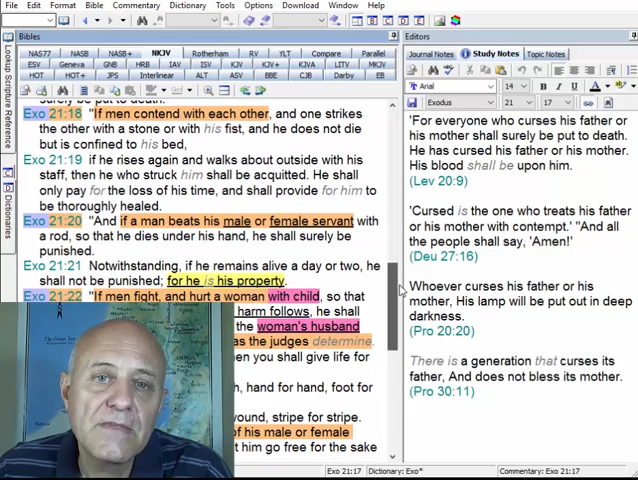 File Edit Format Bible Commentary Dictionary Tools Options Download Window Help
Bibles
NAS77 NASB NASB+ NKJV Rotherham RV YLT Compare Parallel
ESV Geneva GNB HRB IAV ISV KJV KJV+ KJVA LITV MKJV
HOT HOT+ JPS Interlinear ALT ASV BBE CJB Darby EB
surely be put to death.
Exo 21:18 "If men contend with each other, and one strikes
the other with a stone or with his fist, and he does not die
but is confined to his bed,
Exo 21:19 if he rises again and walks about outside with his
staff, then he who struck him shall be acquitted. He shall
only pay for the loss of his time, and shall provide for him to
be thoroughly healed.
Exo 21:20 "And if a man beats his male or female servant with
a rod, so that he dies under his hand, he shall surely be
punished.
Exo 21:21 Notwithstanding, if he remains alive a day or two, he
shall not be punished; for he is his property.
Exo 21:22 "If men fight, and hurt a woman with child, so that
harm follows, he shall
the woman's husband
as the judges determine.
en you shall give life for
h, hand for hand, foot for
ound, stripe for stripe.
of his male or female
t him go free for the sake
Lookup Scripture Reference
Dictionaries
Editors
Journal Notes Study Notes Topic Notes
Arial 14 B I U
Exodus 21 17
'For everyone who curses his father or
his mother shall surely be put to death.
He has cursed his father or his mother.
His blood shall be upon him.
(Lev 20:9)
'Cursed is the one who treats his father
or his mother with contempt.' "And all
the people shall say, 'Amen!'
(Deu 27:16)
Whoever curses his father or his
mother, His lamp will be put out in deep
darkness.
(Pro 20:20)
There is a generation that curses its
father, And does not bless its mother.
(Pro 30:11)
Exo 21:17 Dictionary: Exo* Commentary: Exo 21:17